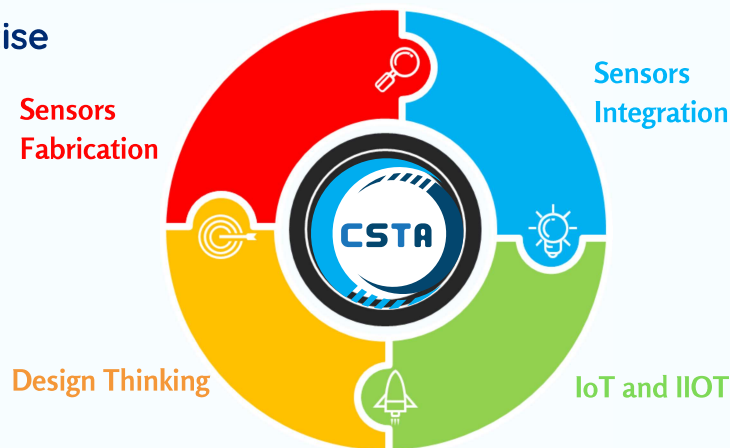 ise
Sensors
Fabrication
Sensors
Integration
CSTA
Design Thinking
IoT and IIOT